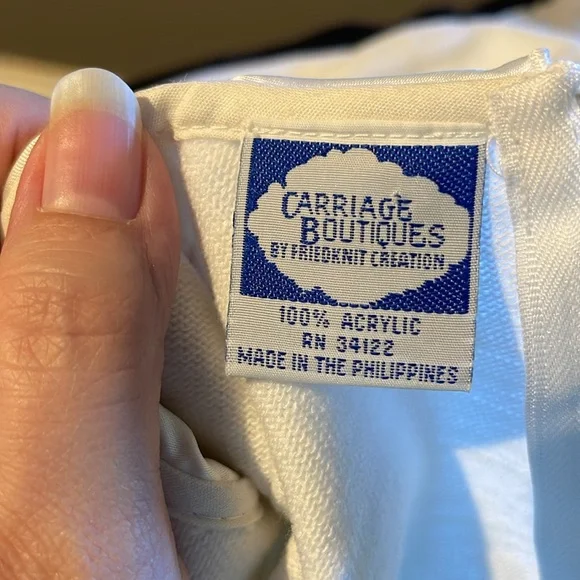 CARRIAGE
BOUTIQUES
BY FRIEDKNIT CREATION
100% ACRYLIC
RN 34122
MADE IN THE PHILIPPINES